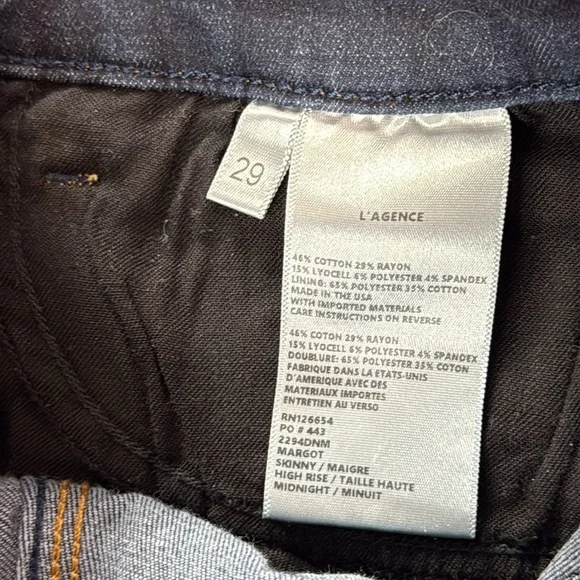 29
L'AGENCE
46% COTTON 29% RAYON
15% LYOCELL 6% POLYESTER 4% SPANDEX
LINING: 65% POLYESTER 35% COTTON
MADE IN THE USA
WITH IMPORTED MATERIALS
CARE INSTRUCTIONS ON REVERSE
46% COTTON 29% RAYON
15% LYOCELL 6% POLYESTER 4% SPANDEX
DOUBLURE: 65% POLYESTER 35% COTON
FABRIQUE DANS LA ETATS-UNIS
D'AMERIQUE AVEC DES
MATERIAUX IMPORTES
ENTRETIEN AU VERSO
RN126654
PO # 443
2294DNM
MARGOT
SKINNY / MAIGRE
HIGH RISE / TAILLE HAUTE
MIDNIGHT / MINUIT